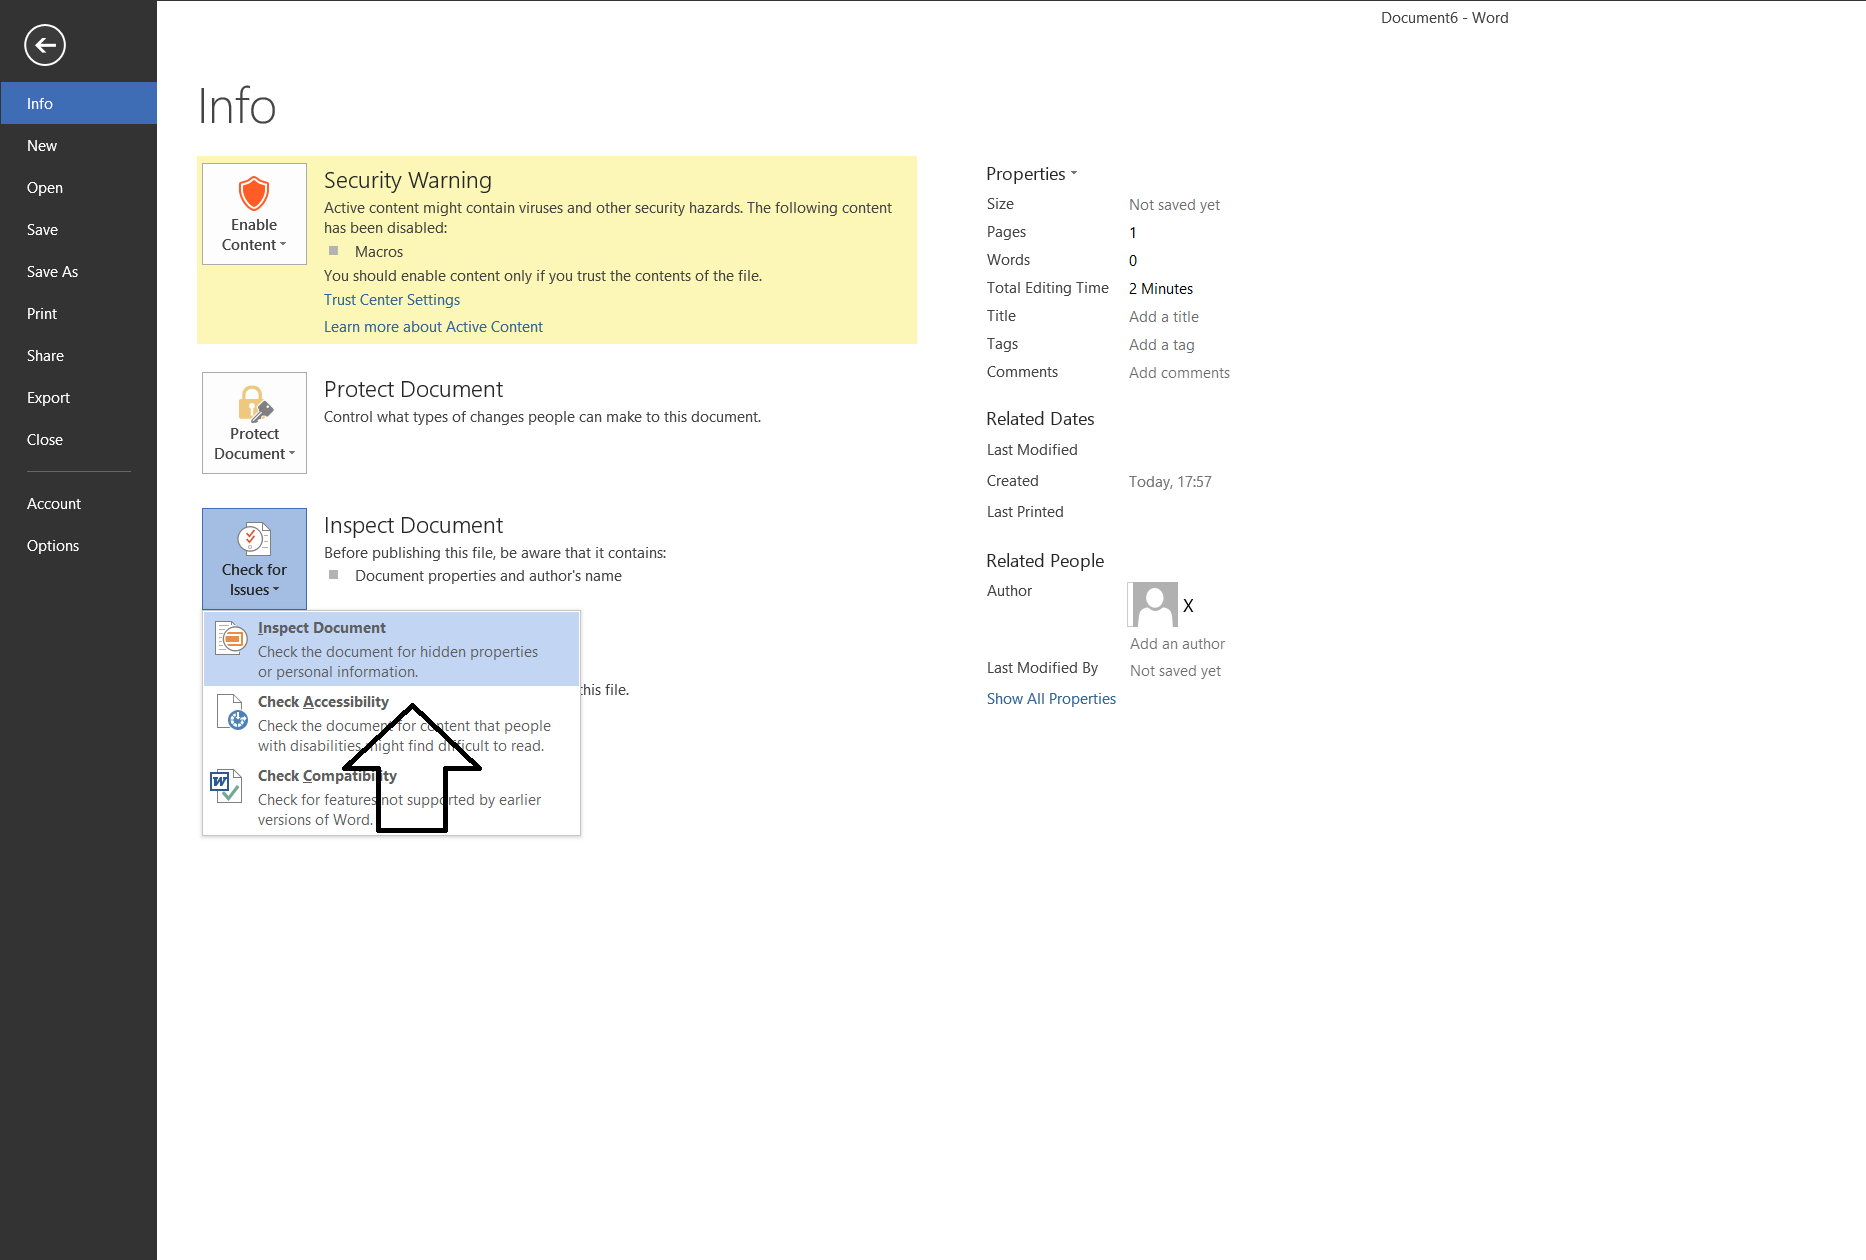 Document6 - Word
Info
New
Open
Save
Save As
Print
Share
Export
Close
Account
Options
Info
Enable
Content
Security Warning
Active content might contain viruses and other security hazards. The following content
has been disabled:
Macros
You should enable content only if you trust the contents of the file.
Trust Center Settings
Learn more about Active Content
Protect
Document
Protect Document
Control what types of changes people can make to this document.
Check for
Issues
Inspect Document
Before publishing this file, be aware that it contains:
Document properties and author's name
Inspect Document
Check the document for hidden properties
or personal information.
this file.
Check Accessibility
Check the document for content that people
with disabilities might find difficult to read.
Check Compatibility
Check for features not supported by earlier
versions of Word.
Properties
Size Not saved yet
Pages 1
Words 0
Total Editing Time 2 Minutes
Title Add a title
Tags Add a tag
Comments Add comments
Related Dates
Last Modified
Created Today, 17:57
Last Printed
Related People
Author X
Add an author
Last Modified By Not saved yet
Show All Properties